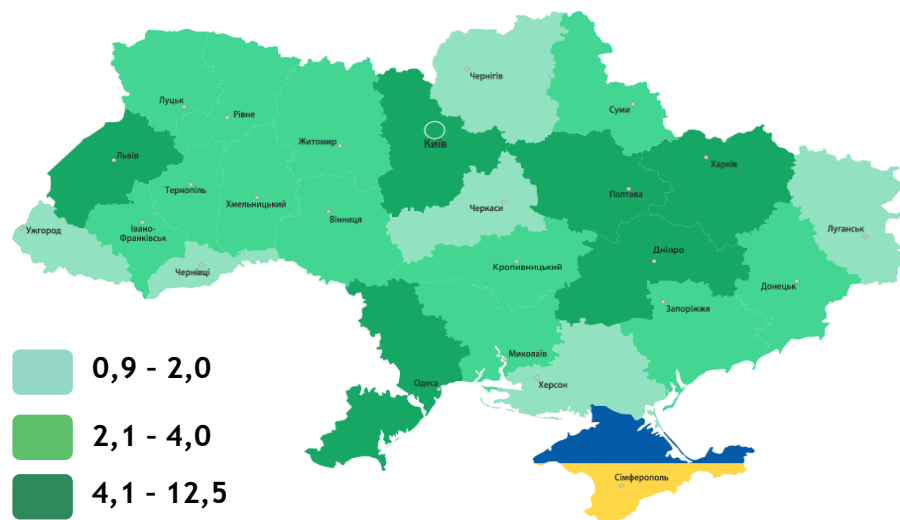 Чернігів
Луцьк
Рівне
Суми
Житомир
Київ
Львів
Харків
Тернопіль
Хмельницький
Полтава
Черкаси
Вінниця
Ужгород
Івано-
Франківськ
Луганськ
Чернівці
Дніпро
Кропивницький
Донецьк
Запоріжжя
Миколаїв
0,9 - 2,0
Одеса
Херсон
2,1 - 4,0
Сімферополь
4,1 - 12,5